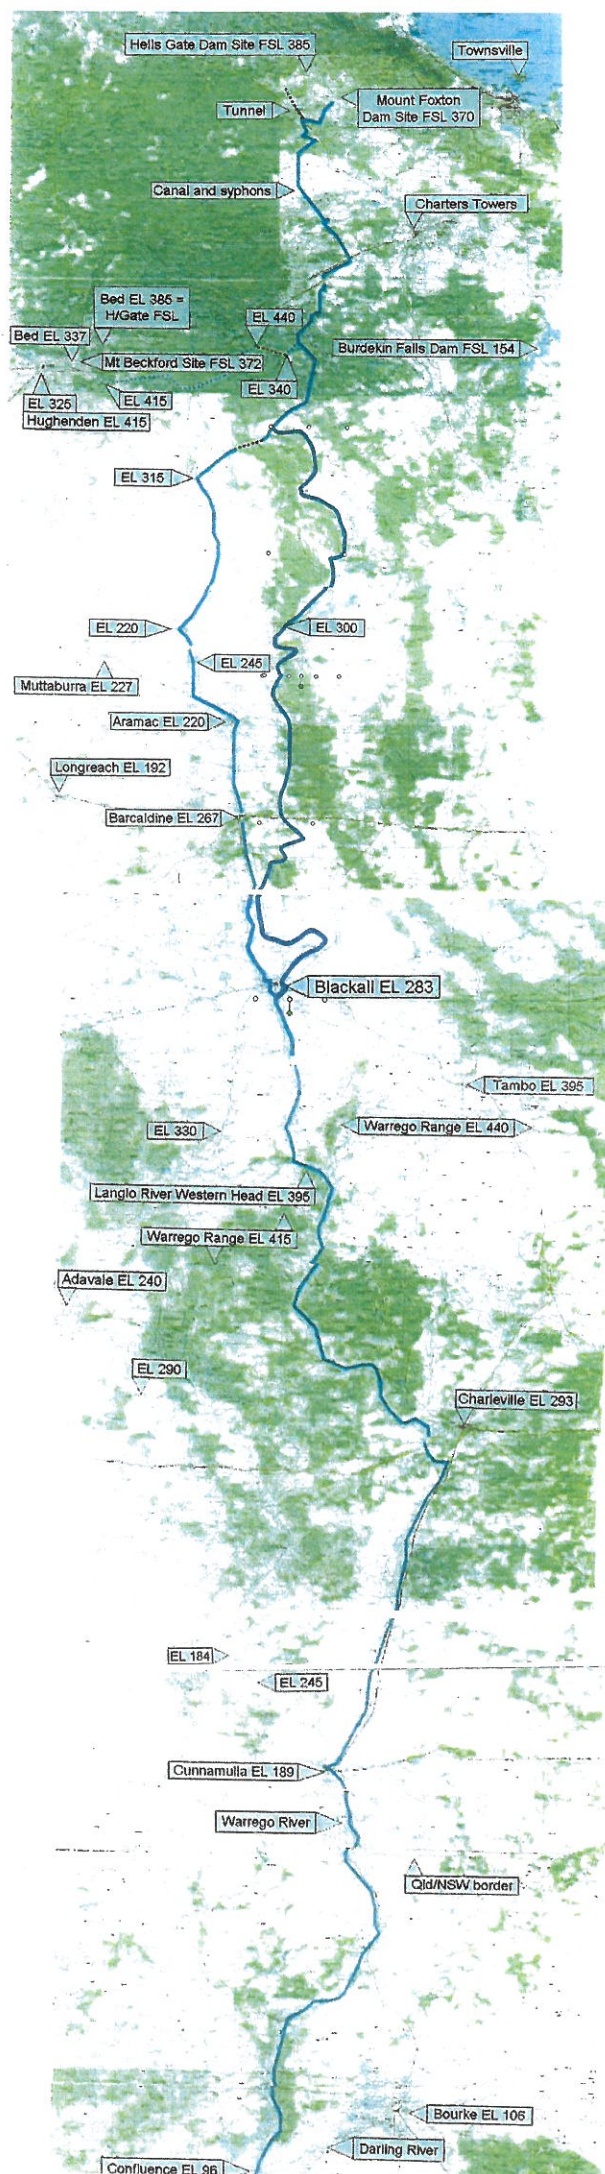 Hells Gate Dam Site FSL 385
Townsville
Tunnel
Mount Foxton
Dam Site FSL 370
Canal and syphons
Charters Towers
Bed EL 385 =
H/Gate FSL
EL 440
Bed EL 337
Mt Beckford Site FSL 372
Burdekin Falls Dam FSL 154
EL 325
EL 415
EL 340
Hughenden EL 415
EL 315
EL 220
EL 300
EL 245
Muttaburra EL 227
Aramac EL 220
Longreach EL 192
Barcaldine EL 267
Blackall EL 283
Tambo EL 395
EL 330
Warrego Range EL 440
Langlo River Western Head EL 395
Warrego Range EL 415
Adavale EL 240
EL 290
Charleville EL 293
EL 184
EL 245
Cunnamulla EL 189
Warrego River
Qld/NSW border
Bourke EL 106
Darling River
Confluence EL 96